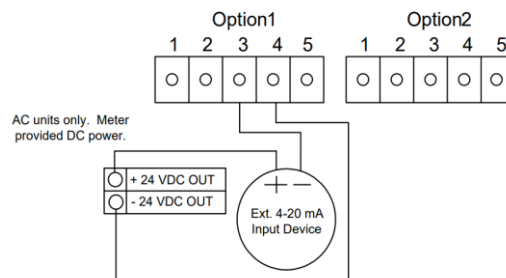 Option1
Option2
1 2 3 4 5
1 2 3 4 5
AC units only. Meter
provided DC power.
+ 24 VDC OUT
- 24 VDC OUT
+ −
Ext. 4-20 mA
Input Device